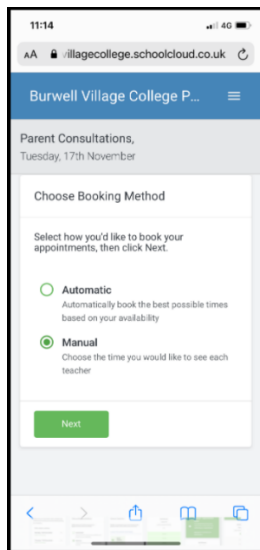 11:14
4G
AA villagecollege.schoolcloud.co.uk
Burwell Village College P...
Parent Consultations,
Tuesday, 17th November
Choose Booking Method
Select how you'd like to book your
appointments, then click Next.
Automatic
Automatically book the best possible times
based on your availability
Manual
Choose the time you would like to see each
teacher
Next